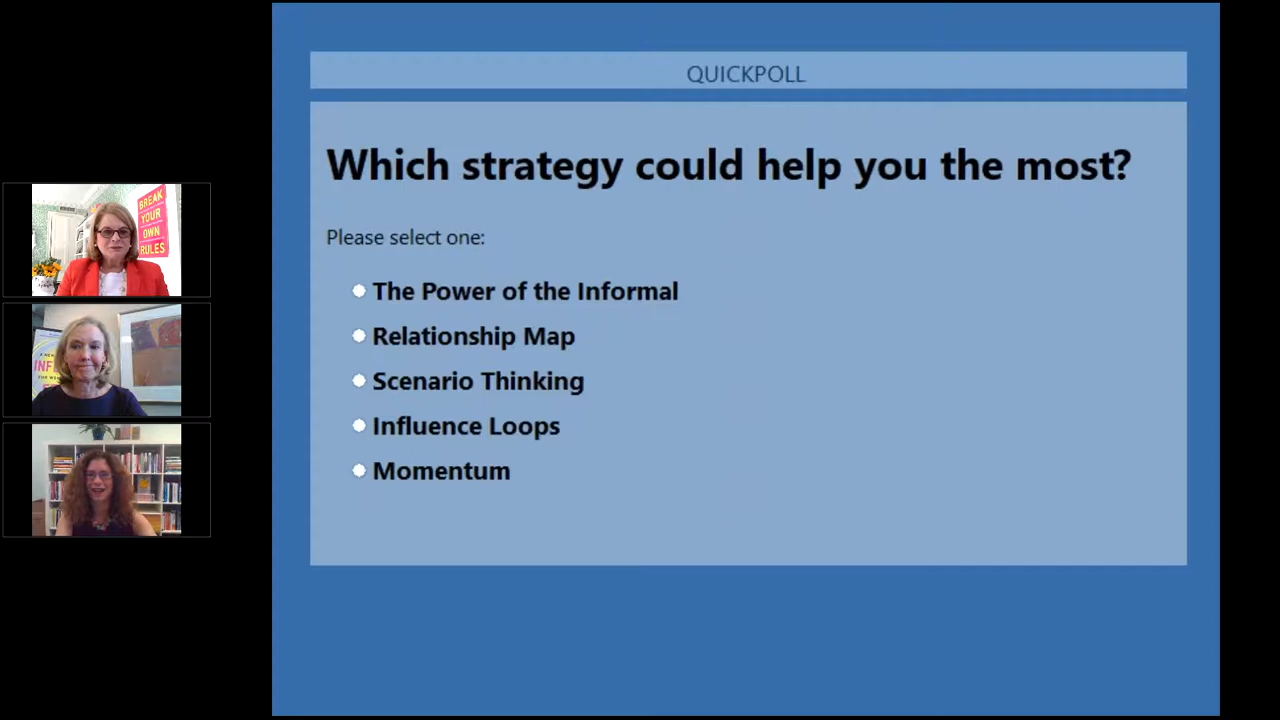 QUICKPOLL
Which strategy could help you the most?
Please select one:
The Power of the Informal
Relationship Map
Scenario Thinking
Influence Loops
Momentum
BREAK
YOUR
OWN
RULES
INF